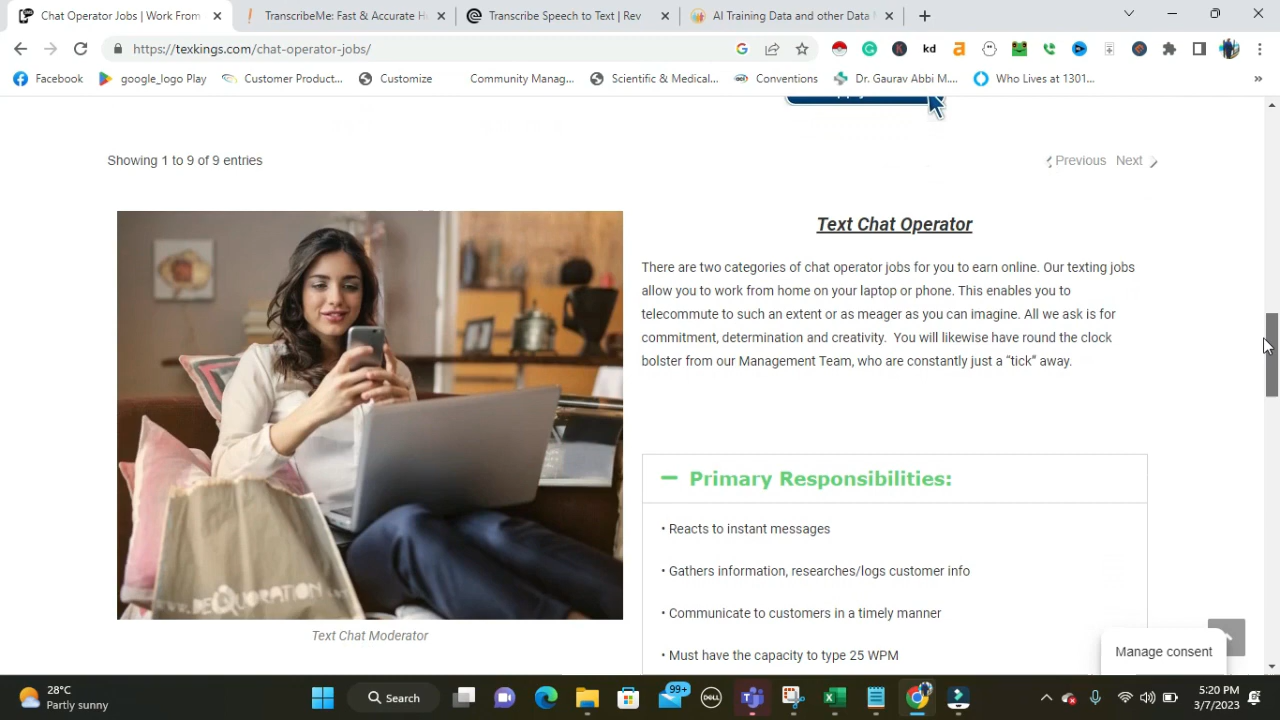 Chat Operator Jobs | Work From
TranscribeMe: Fast & Accurate H
Transcribe Speech to Text | Rev
AI Training Data and other Data
https://texkings.com/chat-operator-jobs/
kd
Facebook
google_logo Play
Customer Product...
Customize
Community Manag...
Scientific & Medical...
Conventions
Dr. Gaurav Abbi M....
Who Lives at 1301...
Showing 1 to 9 of 9 entries
Previous Next
Text Chat Operator
There are two categories of chat operator jobs for you to earn online. Our texting jobs
allow you to work from home on your laptop or phone. This enables you to
telecommute to such an extent or as meager as you can imagine. All we ask is for
commitment, determination and creativity. You will likewise have round the clock
bolster from our Management Team, who are constantly just a “tick” away.
Primary Responsibilities:
• Reacts to instant messages
• Gathers information, researches/logs customer info
• Communicate to customers in a timely manner
• Must have the capacity to type 25 WPM
Text Chat Moderator
Manage consent
28°C
Partly sunny
Search
99+
DELL
5:20 PM
3/7/2023